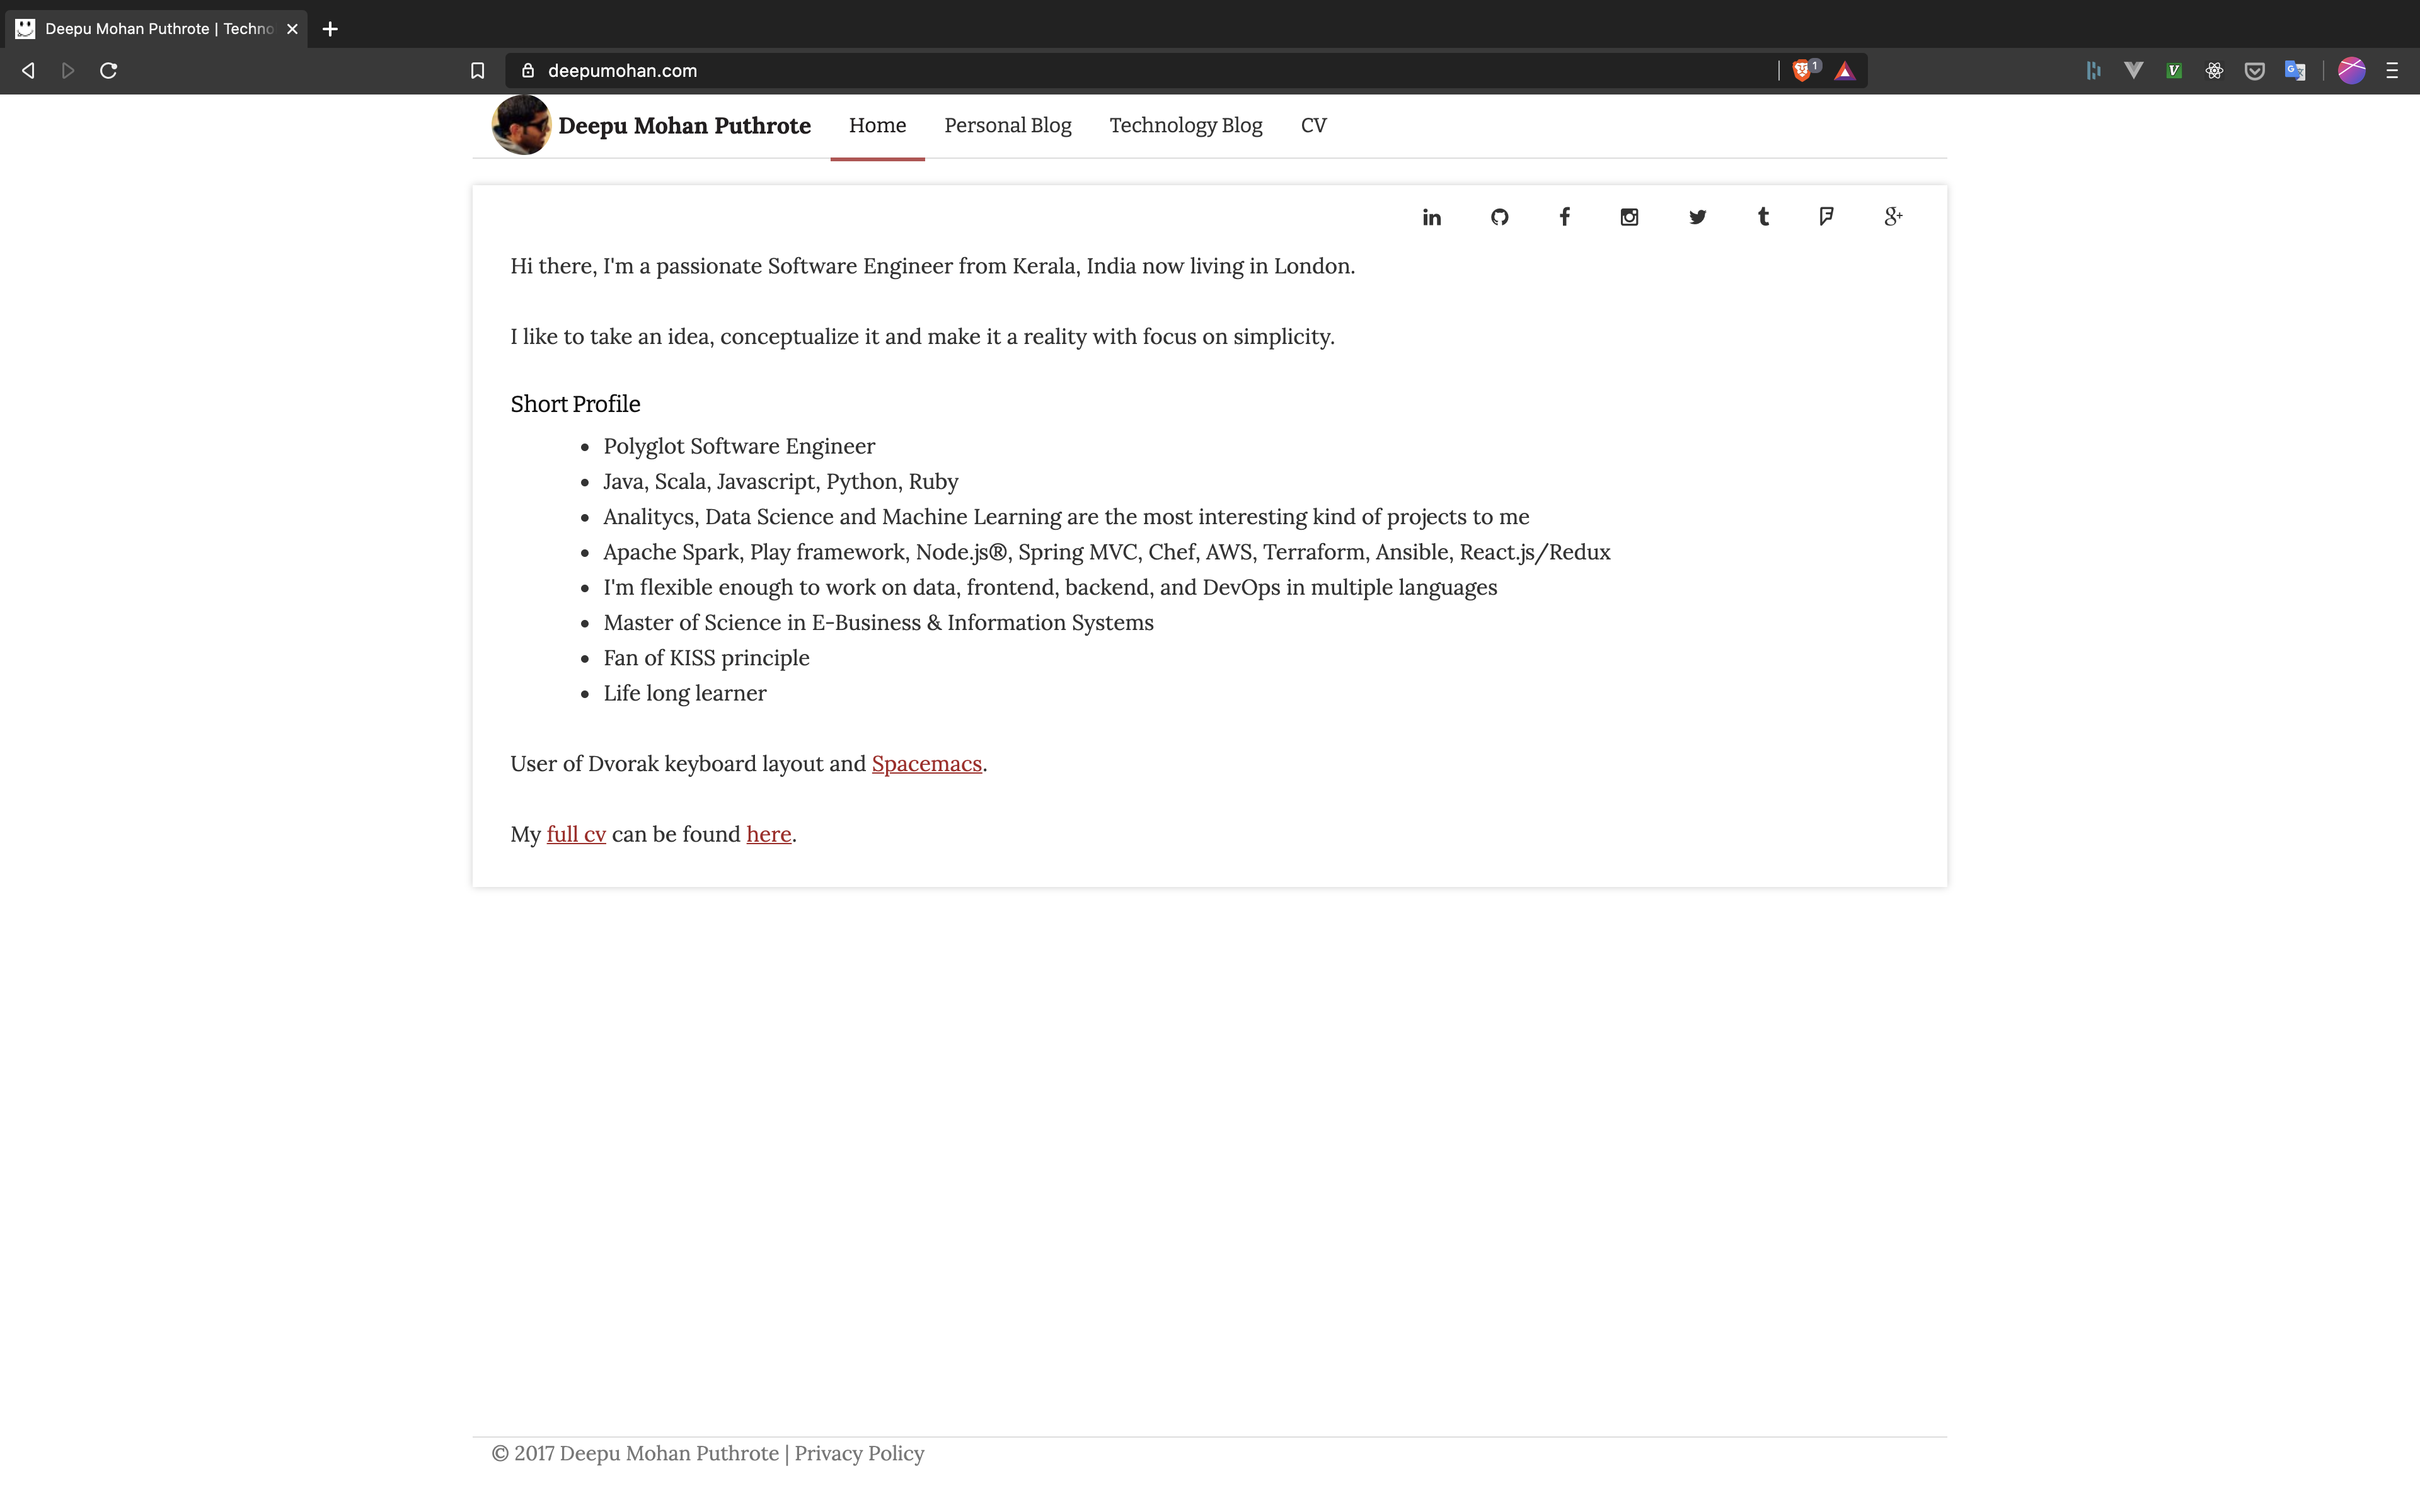 Deepu Mohan Puthrote | Techno
deepumohan.com
1
Deepu Mohan Puthrote Home Personal Blog Technology Blog CV
Hi there, I'm a passionate Software Engineer from Kerala, India now living in London.
I like to take an idea, conceptualize it and make it a reality with focus on simplicity.
Short Profile
• Polyglot Software Engineer
• Java, Scala, Javascript, Python, Ruby
• Analitycs, Data Science and Machine Learning are the most interesting kind of projects to me
• Apache Spark, Play framework, Node.js®, Spring MVC, Chef, AWS, Terraform, Ansible, React.js/Redux
• I'm flexible enough to work on data, frontend, backend, and DevOps in multiple languages
• Master of Science in E-Business & Information Systems
• Fan of KISS principle
• Life long learner
User of Dvorak keyboard layout and Spacemacs.
My full cv can be found here.
© 2017 Deepu Mohan Puthrote | Privacy Policy